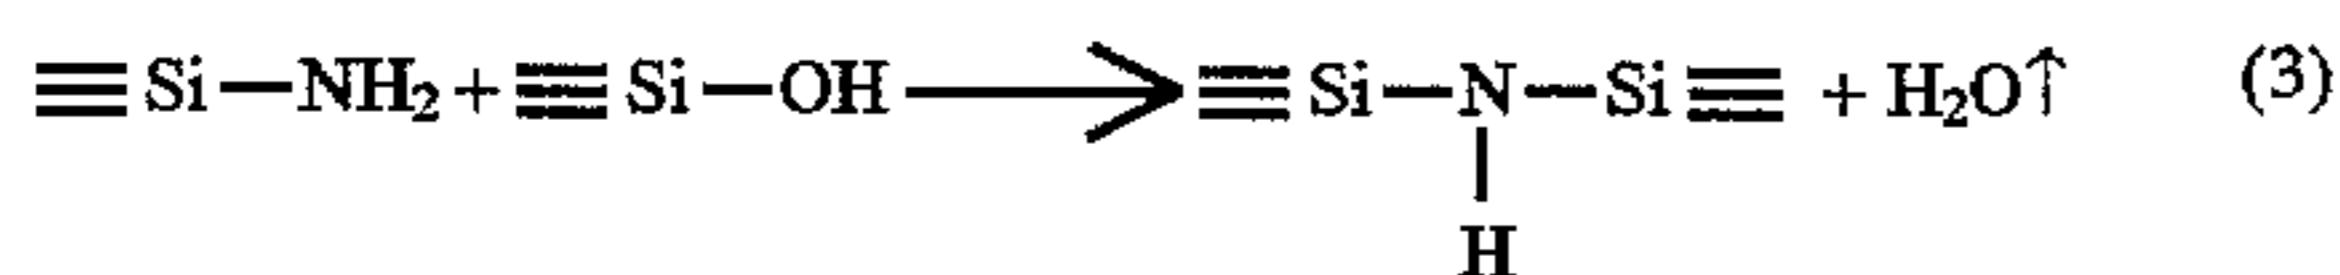 ≡Si—NH₂+≡Si—OH⟶≡Si—N—Si≡ + H₂O↑ (3)
|
H